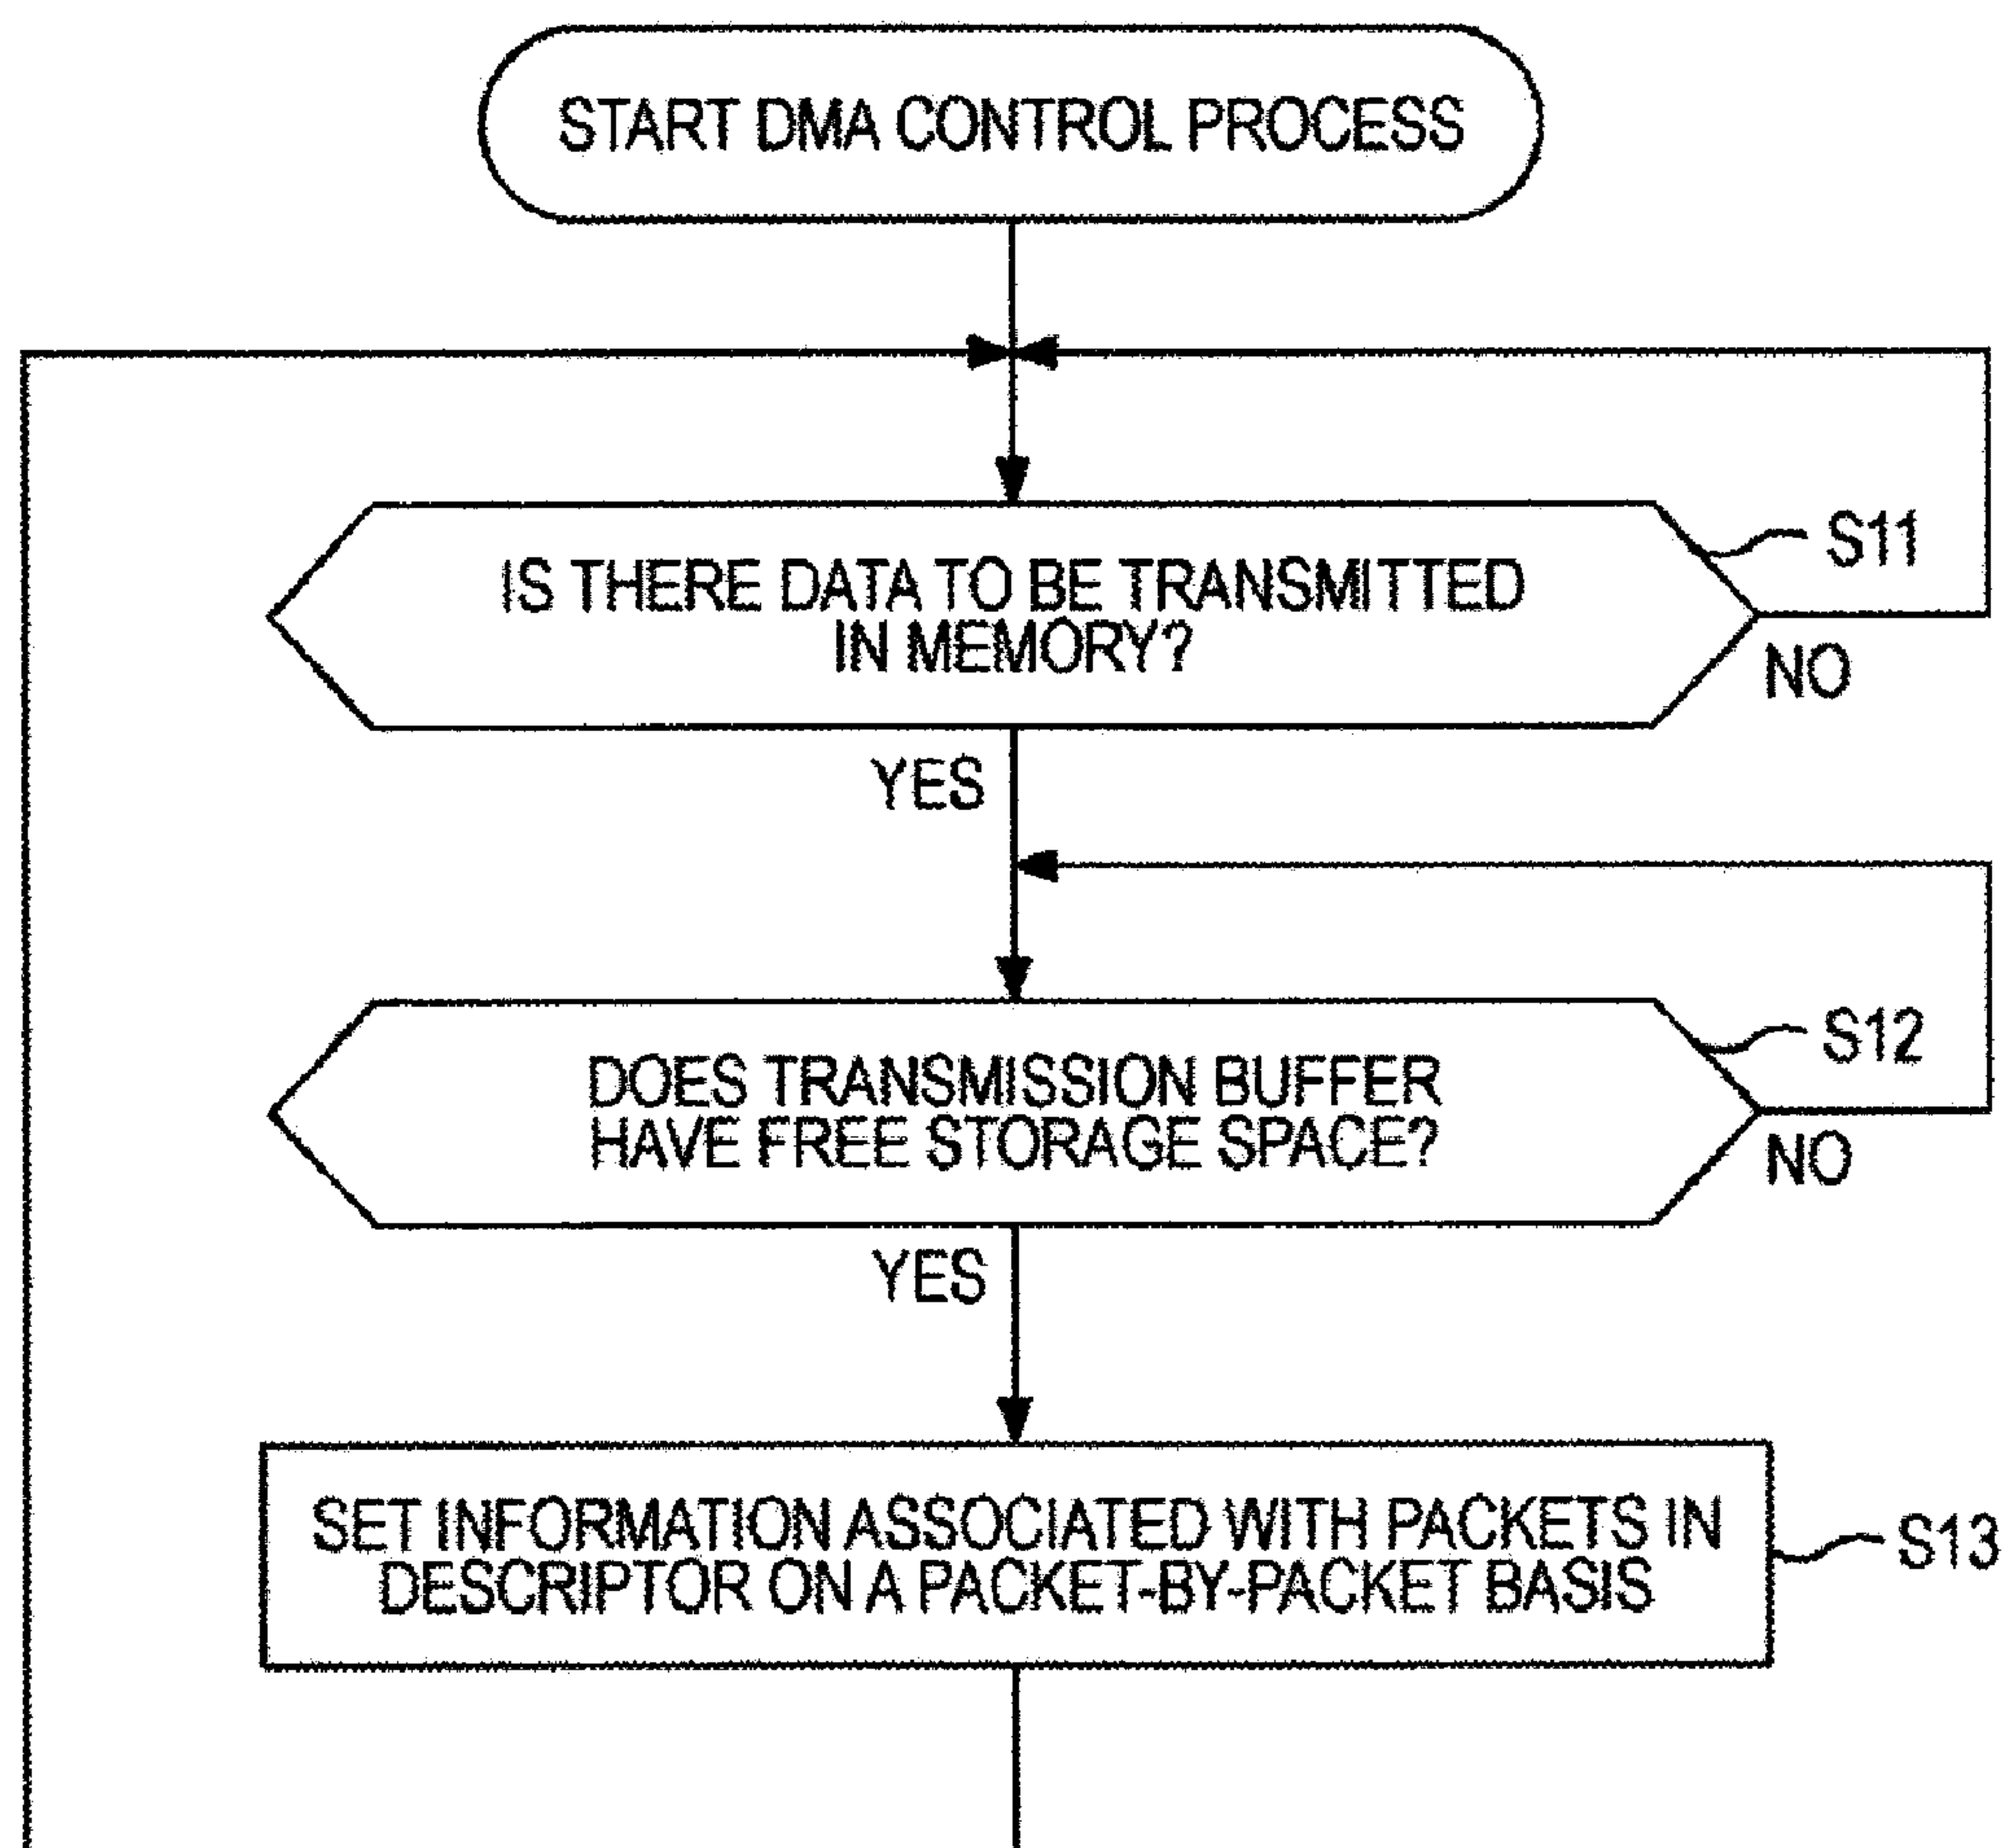 START DMA CONTROL PROCESS
S11
IS THERE DATA TO BE TRANSMITTED
IN MEMORY?
NO
YES
S12
DOES TRANSMISSION BUFFER
HAVE FREE STORAGE SPACE?
NO
YES
SET INFORMATION ASSOCIATED WITH PACKETS IN
DESCRIPTOR ON A PACKET-BY-PACKET BASIS
S13